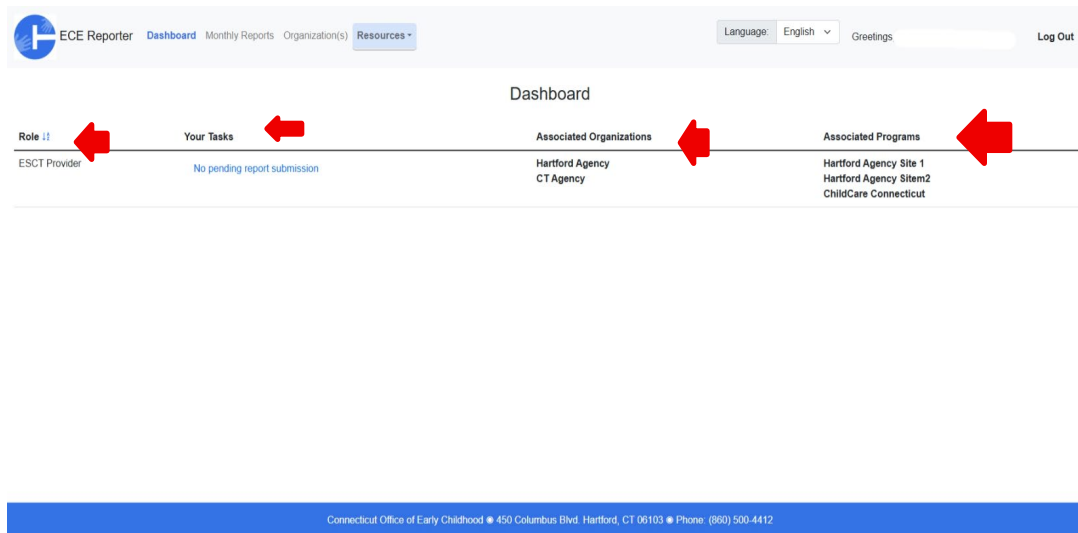 ECE Reporter Dashboard Monthly Reports Organization(s) Resources Language: English Greetings Log Out
Dashboard
Role Your Tasks Associated Organizations Associated Programs
ESCT Provider No pending report submission Hartford Agency Hartford Agency Site 1
CT Agency Hartford Agency Sitem2
ChildCare Connecticut
Connecticut Office of Early Childhood ◉ 450 Columbus Blvd. Hartford, CT 06103 ◉ Phone: (860) 500-4412